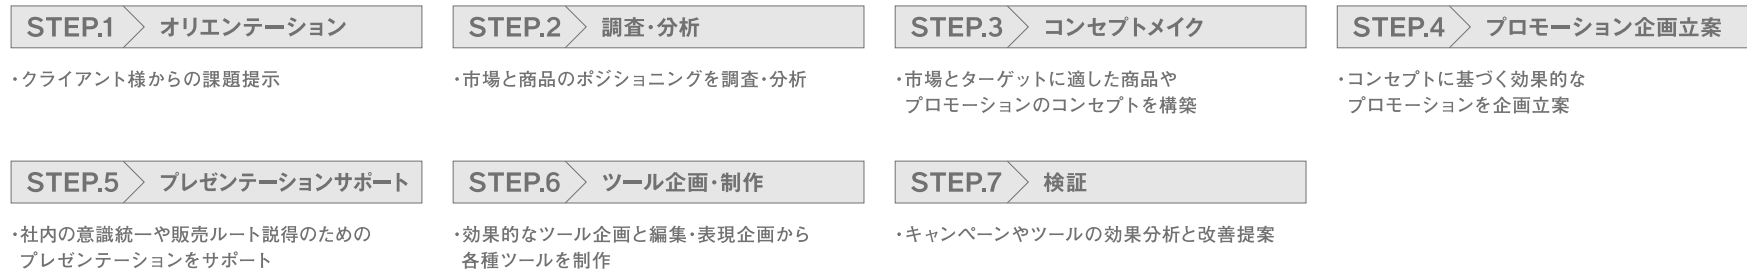 STEP.1 オリエンテーション
・クライアント様からの課題提示
STEP.2 調査・分析
・市場と商品のポジショニングを調査・分析
STEP.3 コンセプトメイク
・市場とターゲットに適した商品や
プロモーションのコンセプトを構築
STEP.4 プロモーション企画立案
・コンセプトに基づく効果的な
プロモーションを企画立案
STEP.5 プレゼンテーションサポート
・社内の意識統一や販売ルート説得のための
プレゼンテーションをサポート
STEP.6 ツール企画・制作
・効果的なツール企画と編集・表現企画から
各種ツールを制作
STEP.7 検証
・キャンペーンやツールの効果分析と改善提案